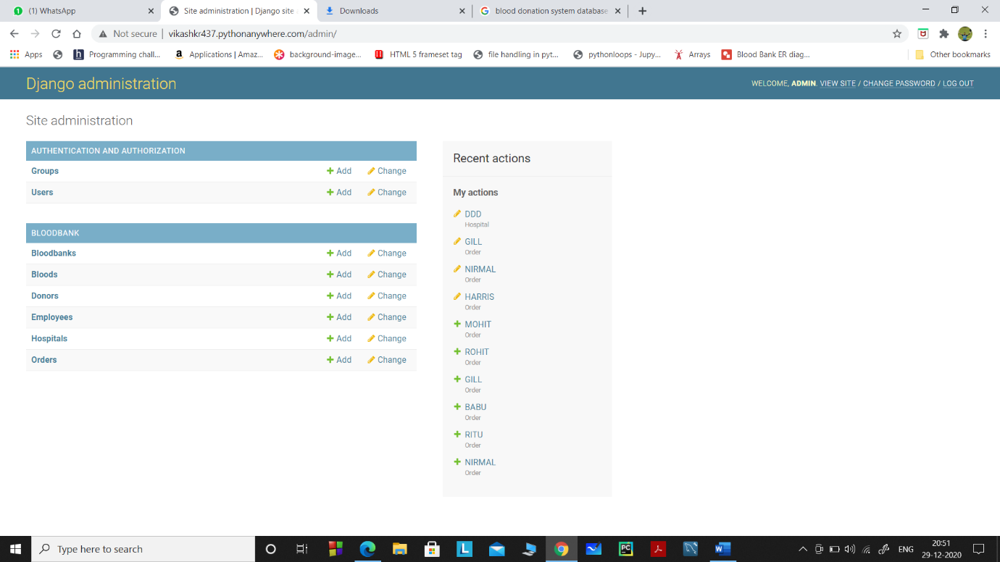 (1) WhatsApp
Site administration | Django site
Downloads
blood donation system database
Not secure | vikashkr437.pythonanywhere.com/admin/
Apps
Programming chall...
Applications | Amaz...
background-image...
HTML 5 frameset tag
file handling in pyt...
pythonloops - Jupy...
Arrays
Blood Bank ER diag...
Other bookmarks
Django administration
WELCOME, ADMIN. VIEW SITE / CHANGE PASSWORD / LOG OUT
Site administration
AUTHENTICATION AND AUTHORIZATION
Groups Add Change
Users Add Change
BLOODBANK
Bloodbanks Add Change
Bloods Add Change
Donors Add Change
Employees Add Change
Hospitals Add Change
Orders Add Change
Recent actions
My actions
DDD
Hospital
GILL
Order
NIRMAL
Order
HARRIS
Order
MOHIT
Order
ROHIT
Order
GILL
Order
BABU
Order
RITU
Order
NIRMAL
Order
Type here to search
ENG
20:51
29-12-2020